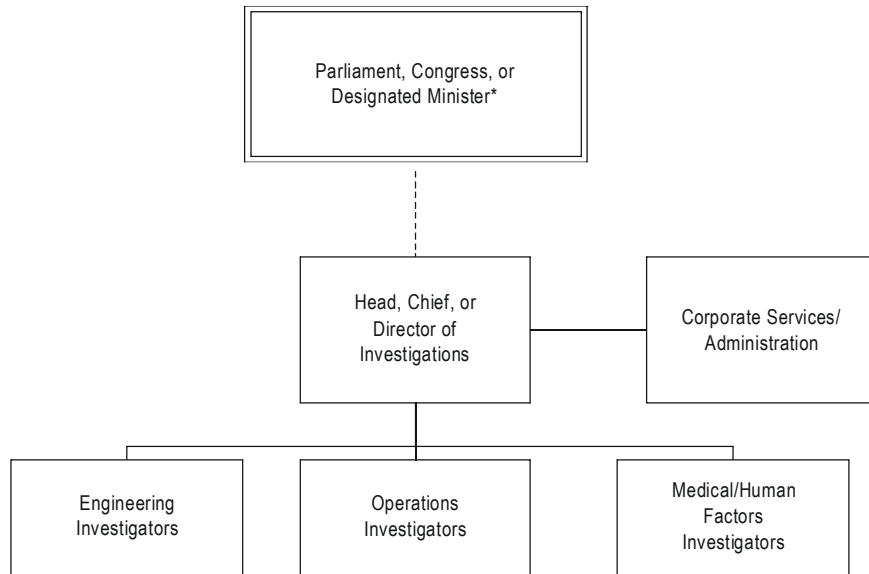 Parliament, Congress, or
Designated Minister*
Head, Chief, or
Director of
Investigations
Corporate Services/
Administration
Engineering
Investigators
Operations
Investigators
Medical/Human
Factors
Investigators